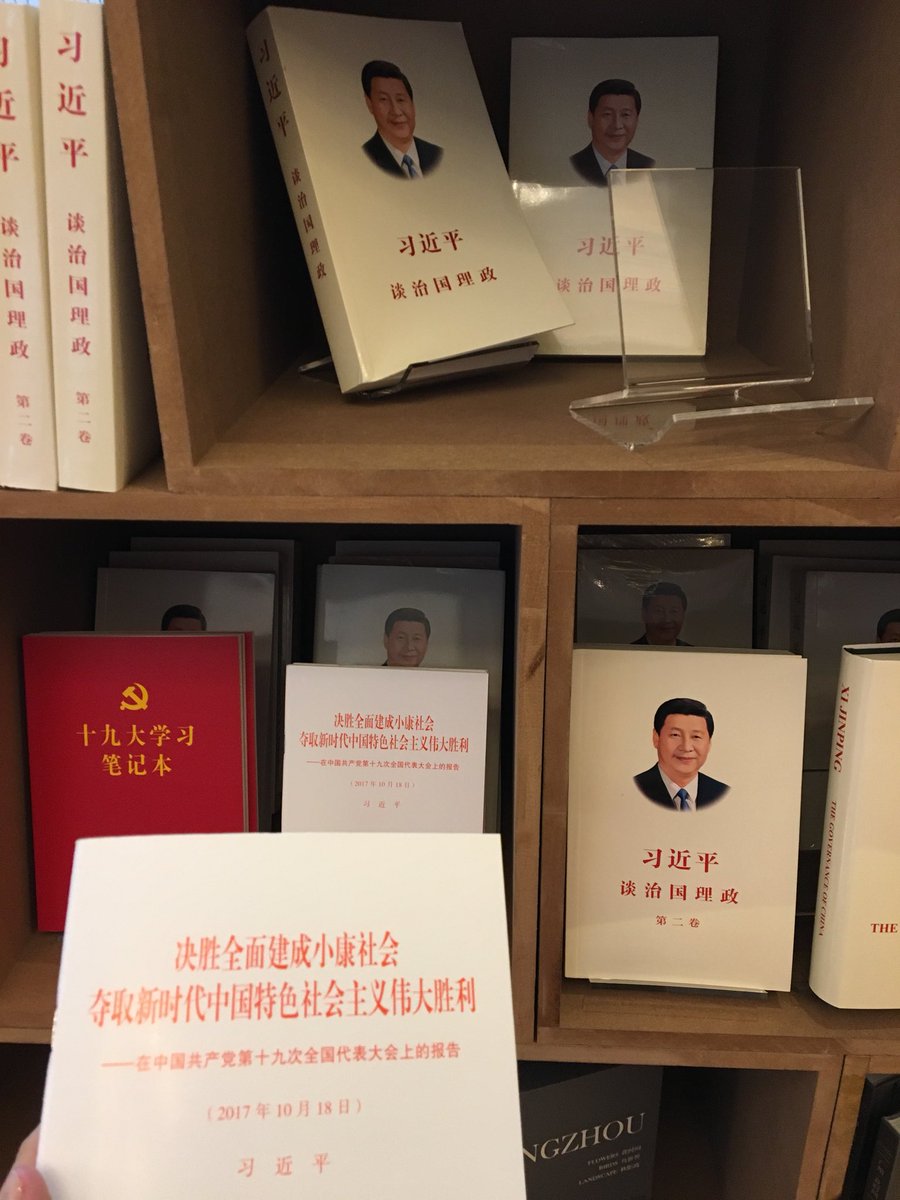 习近平 谈治国理政 第二卷
习近平 谈治国理政 第二卷
习近平 谈治国理政
习近平
谈治国理政
习近平
谈治国理政
十九大学习
笔记本
决胜全面建成小康社会
夺取新时代中国特色社会主义伟大胜利
——在中国共产党第十九次全国代表大会上的报告
(2017年10月18日)
习近平
习近平
谈治国理政
第二卷
XI JINPING
THE GOVERNANCE OF CHINA
THE
决胜全面建成小康社会
夺取新时代中国特色社会主义伟大胜利
——在中国共产党第十九次全国代表大会上的报告
(2017年10月18日)
习近平
NGZHOU
FLOWERS
BIRDS
LANDSCAPE